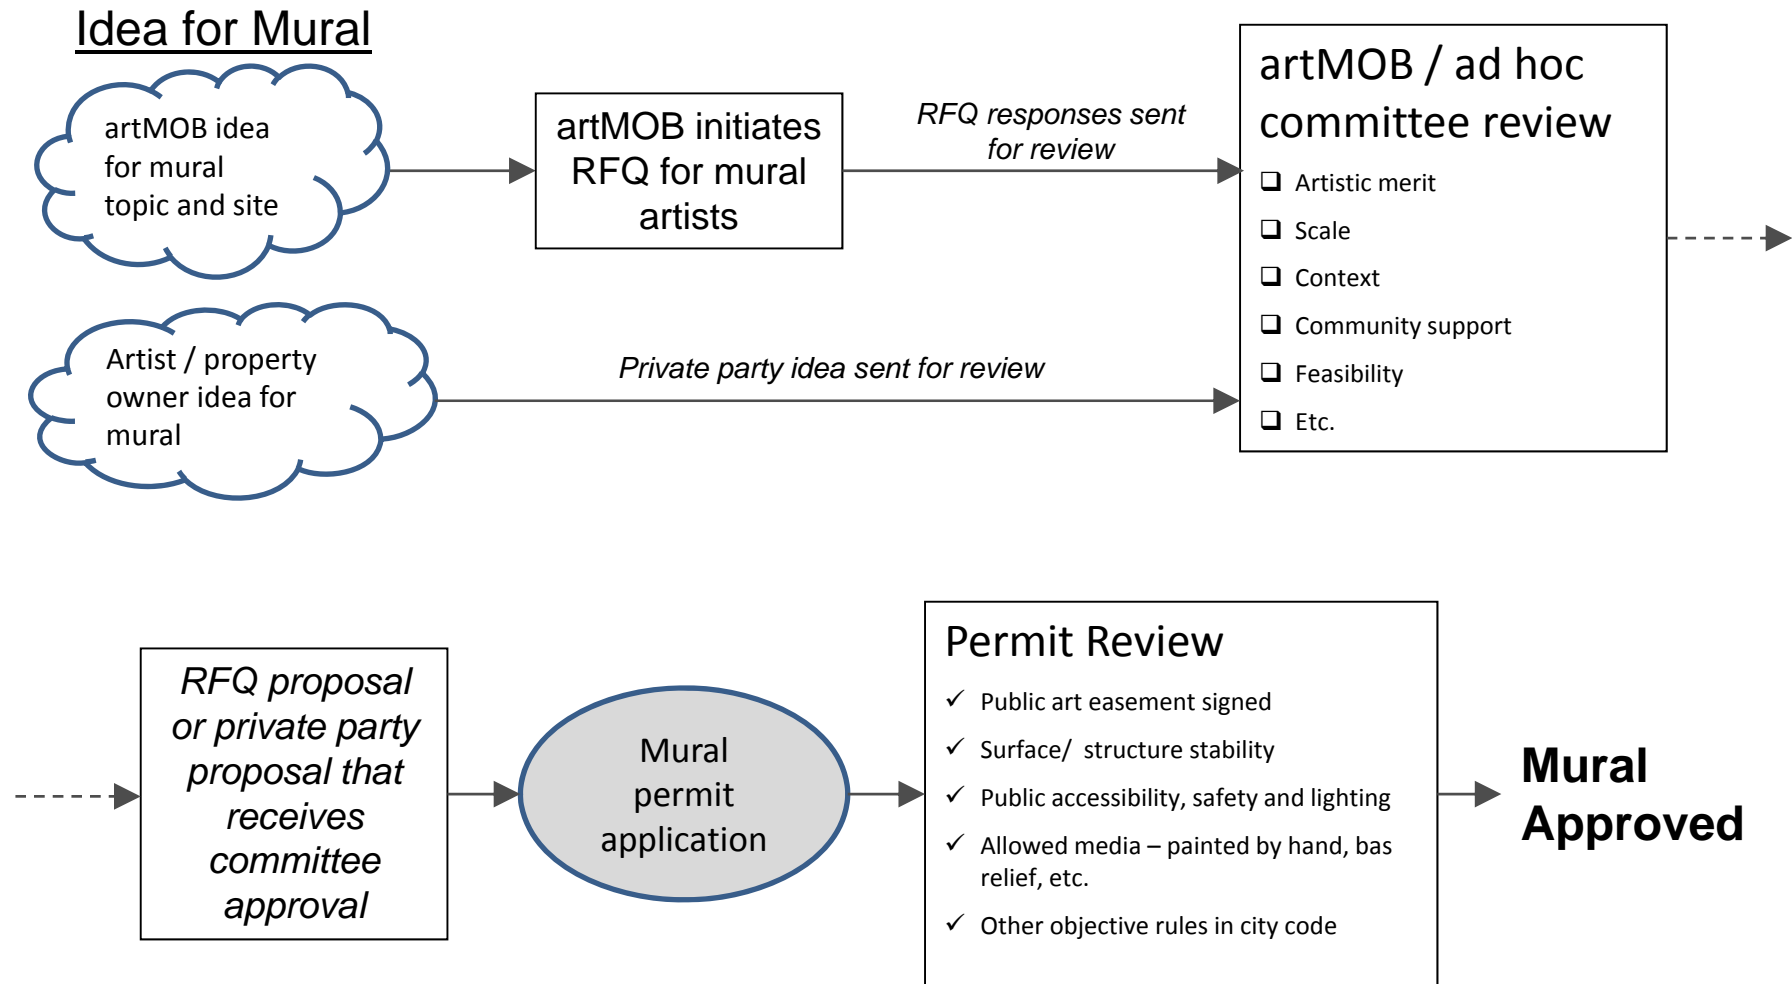 Idea for Mural
artMOB idea
for mural
topic and site
artMOB initiates
RFQ for mural
artists
RFQ responses sent
for review
artMOB / ad hoc
committee review
❑ Artistic merit
❑ Scale
❑ Context
❑ Community support
❑ Feasibility
❑ Etc.
Artist / property
owner idea for
mural
Private party idea sent for review
RFQ proposal
or private party
proposal that
receives
committee
approval
Mural
permit
application
Permit Review
✓ Public art easement signed
✓ Surface/  structure stability
✓ Public accessibility, safety and lighting
✓ Allowed media – painted by hand, bas
relief, etc.
✓ Other objective rules in city code
Mural
Approved